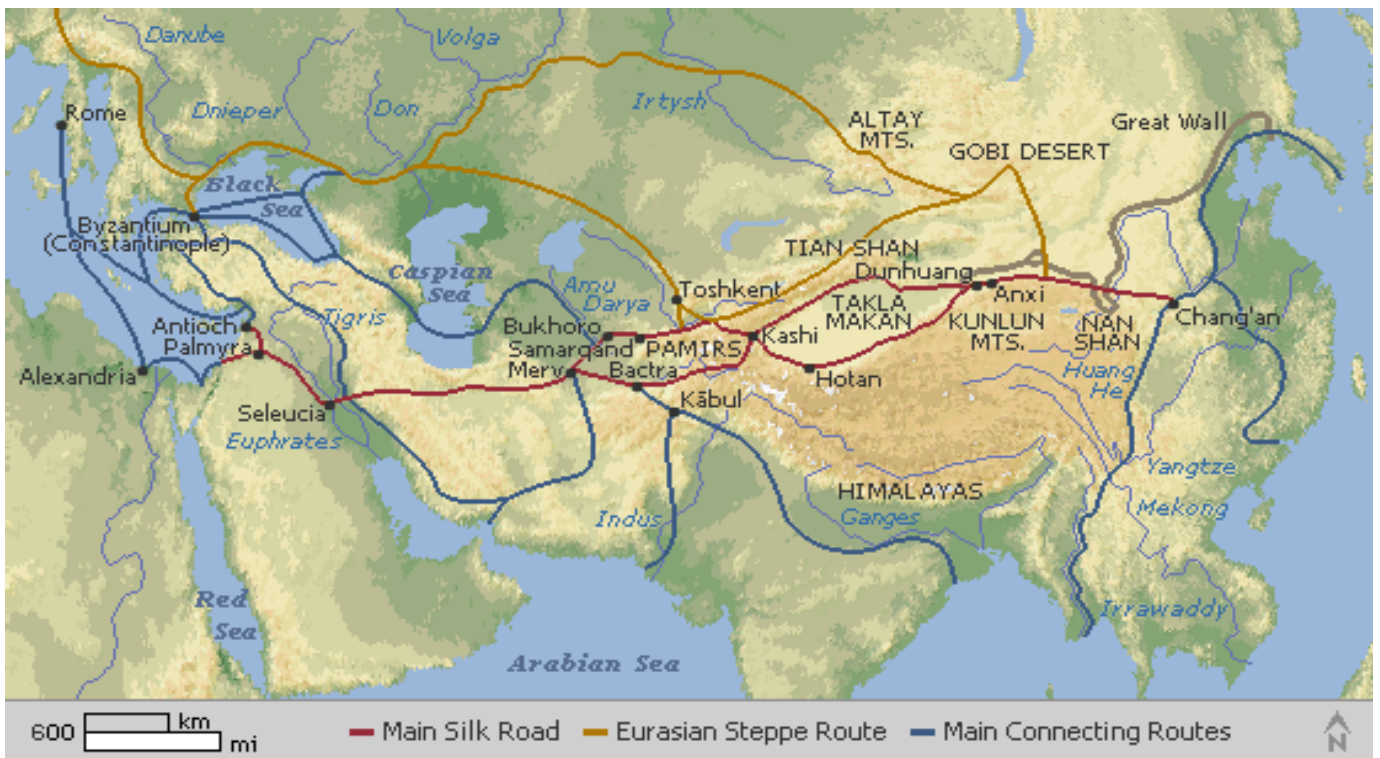 Danube
Volga
Rome
Dnieper
Don
Irtysh
ALTAY
MTS.
Great Wall
GOBI DESERT
Black
Sea
Byzantium
(Constantinople)
Caspian
Sea
TIAN SHAN
Dunhuang
Anxi
Amu
Darya
Toshkent
TAKLA
MAKAN
KUNLUN
MTS.
NAN
SHAN
Chang'an
Tigris
Antioch
Palmyra
Bukhoro
Samarqand
PAMIRS
Kashi
Merv
Bactra
Hotan
Huang
He
Alexandria
Seleucia
Euphrates
Kābul
Yangtze
HIMALAYAS
Mekong
Indus
Ganges
Red
Sea
Irrawaddy
Arabian Sea
600 km
mi
Main Silk Road
Eurasian Steppe Route
Main Connecting Routes
N